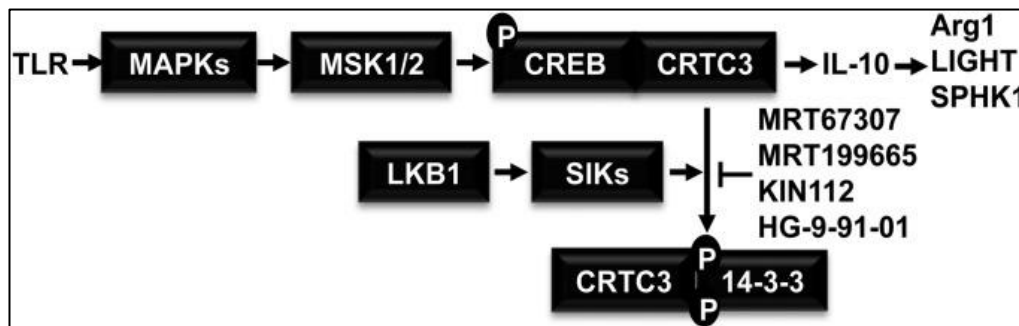 Arg1
TLR MAPKs MSK1/2 P CREB CRTC3 IL-10 LIGHT
SPHK1
MRT67307
MRT199665
LKB1 SIKs KIN112
HG-9-91-01
P
CRTC3 14-3-3
P